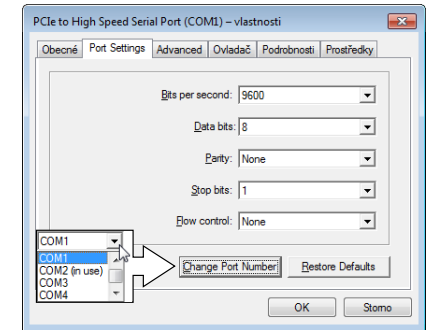 PCIe to High Speed Serial Port (COM1) – vlastnosti
Obecné Port Settings Advanced Ovladač Podrobnosti Prostředky
Bits per second: 9600
Data bits: 8
Parity: None
Stop bits: 1
Flow control: None
COM1
COM1
COM2 (in use)
COM3
COM4
Change Port Number Restore Defaults
OK Storno